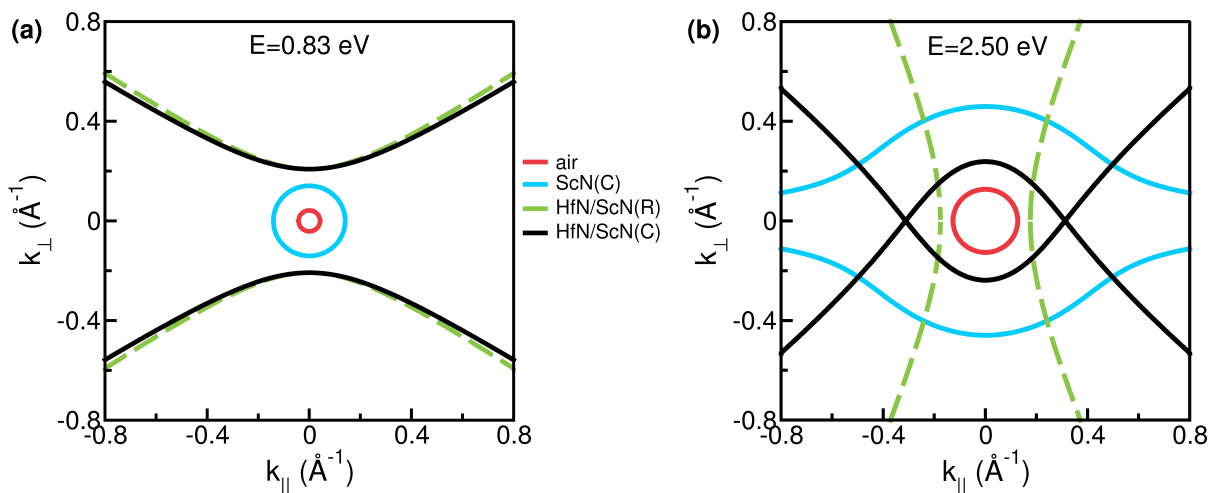 (a)
E=0.83 eV
0.8
0.4
0
-0.4
-0.8
k⊥ (Å⁻¹)
-0.8 -0.4 0 0.4 0.8
k|| (Å⁻¹)
air
ScN(C)
HfN/ScN(R)
HfN/ScN(C)
(b)
E=2.50 eV
0.8
0.4
0
-0.4
-0.8
k⊥ (Å⁻¹)
-0.8 -0.4 0 0.4 0.8
k|| (Å⁻¹)